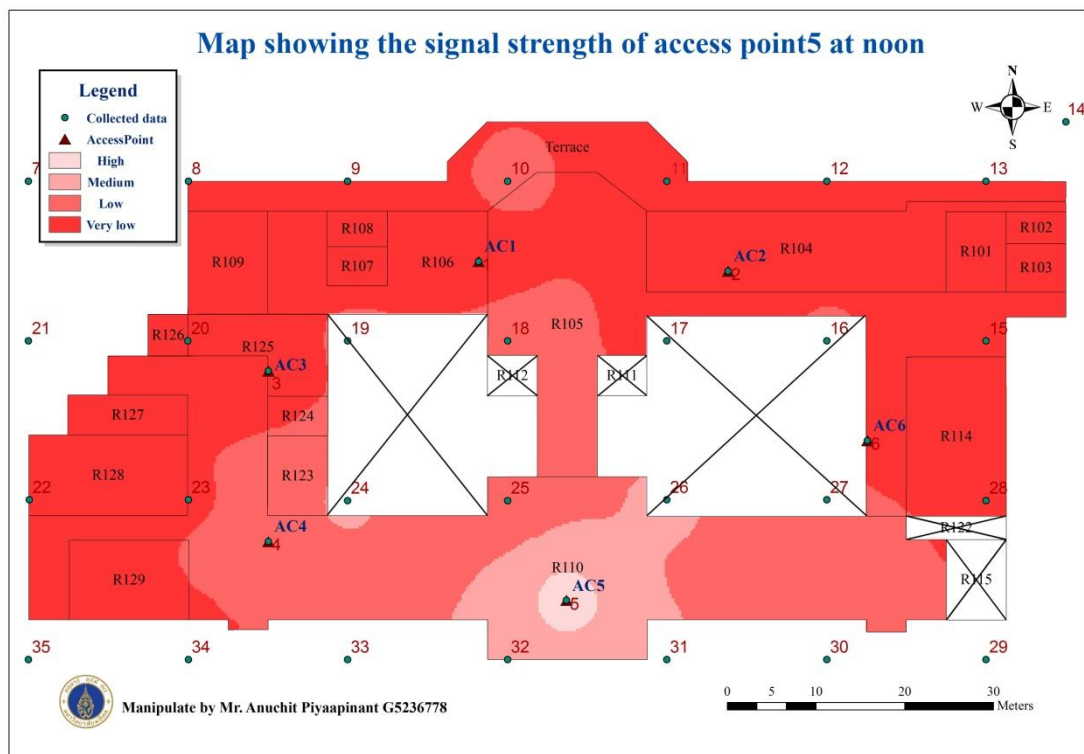 Map showing the signal strength of access point5 at noon
Legend
Collected data
AccessPoint
High
Medium
Low
Very low
N
W E
S
14
7 8 9 10 11 12 13
Terrace
R108
R107
R109
R106
AC1
1
AC2
2
R104
R101
R102
R103
21
R126
20
R125
19
18
R105
17
16
15
AC3
3
R112
R111
R127
R124
R128
R123
AC6
6
R114
22 23 24 25 26 27 28
AC4
4
R122
R129
R110
AC5
5
R115
35 34 33 32 31 30 29
Manipulate by Mr. Anuchit Piyaapinant G5236778
0 5 10 20 30
Meters